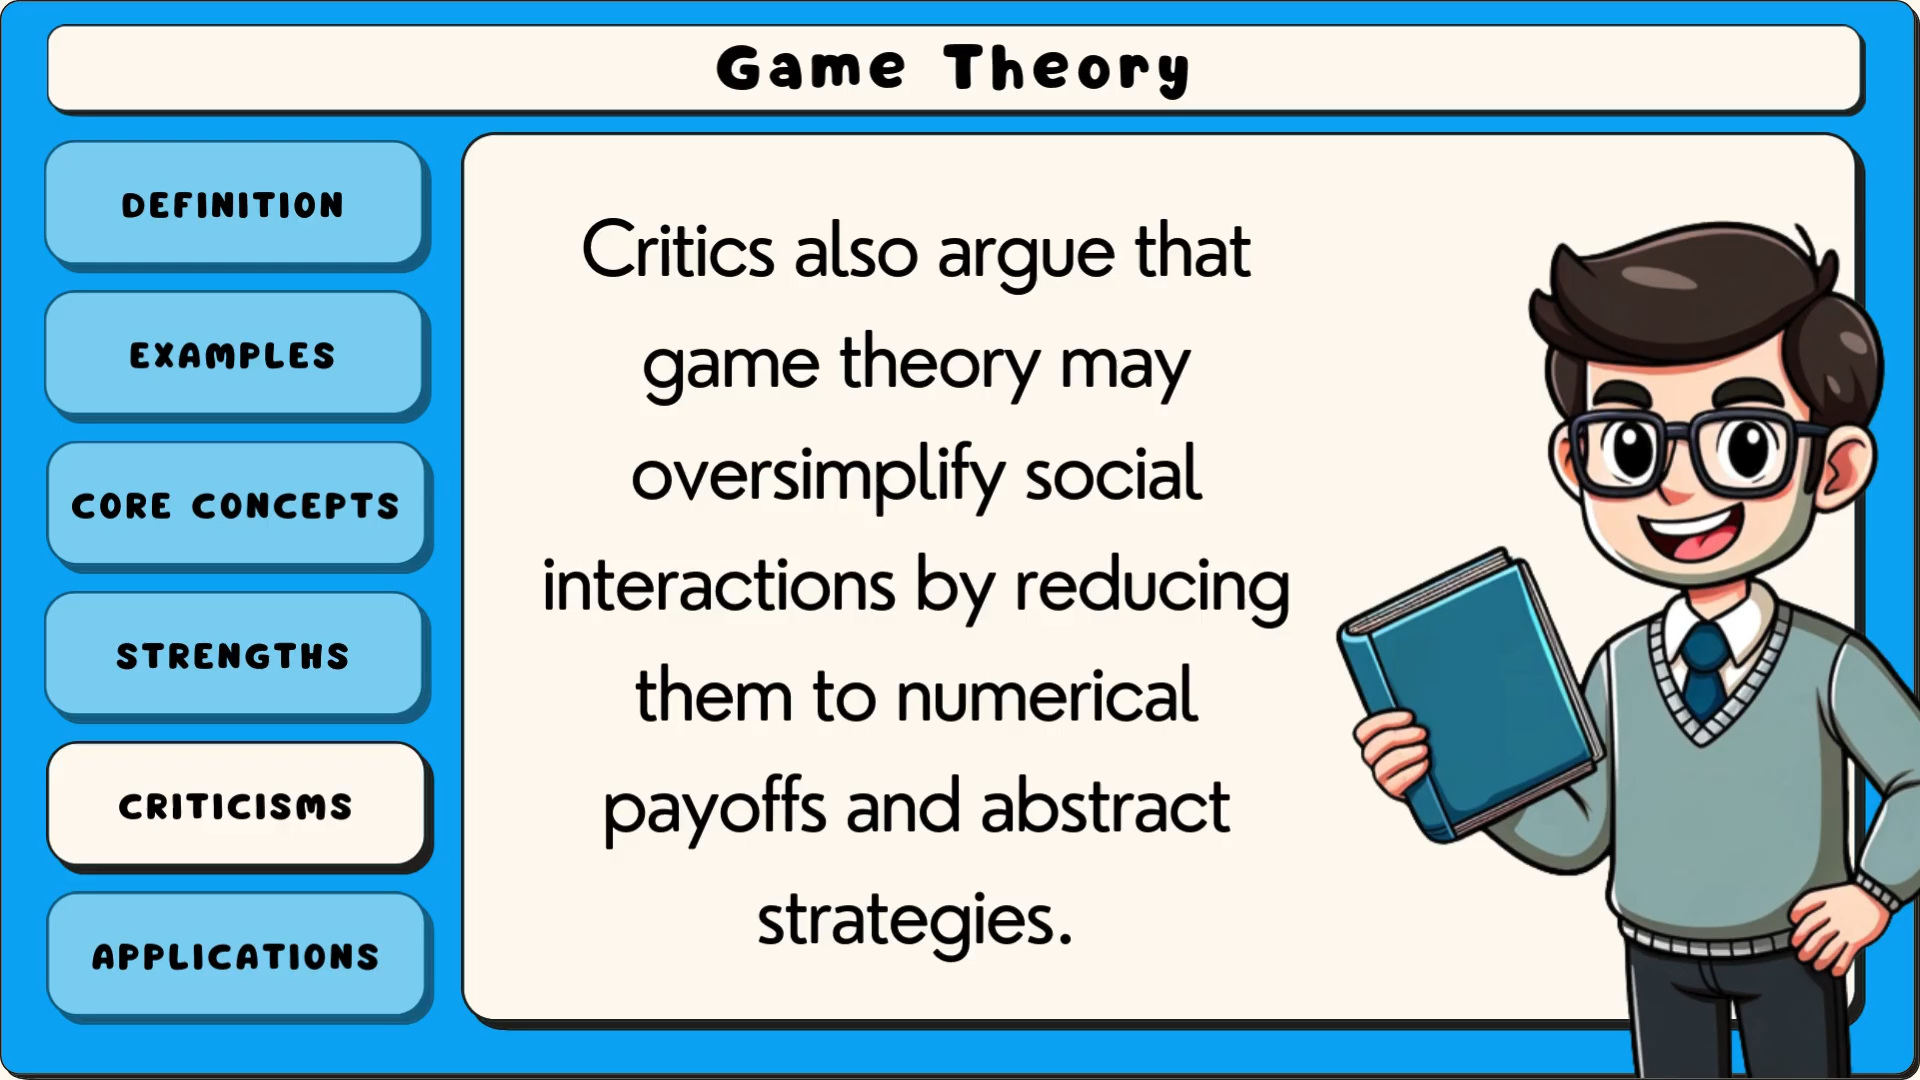 Game Theory
DEFINITION
EXAMPLES
CORE CONCEPTS
STRENGTHS
CRITICISMS
APPLICATIONS
Critics also argue that
game theory may
oversimplify social
interactions by reducing
them to numerical
payoffs and abstract
strategies.